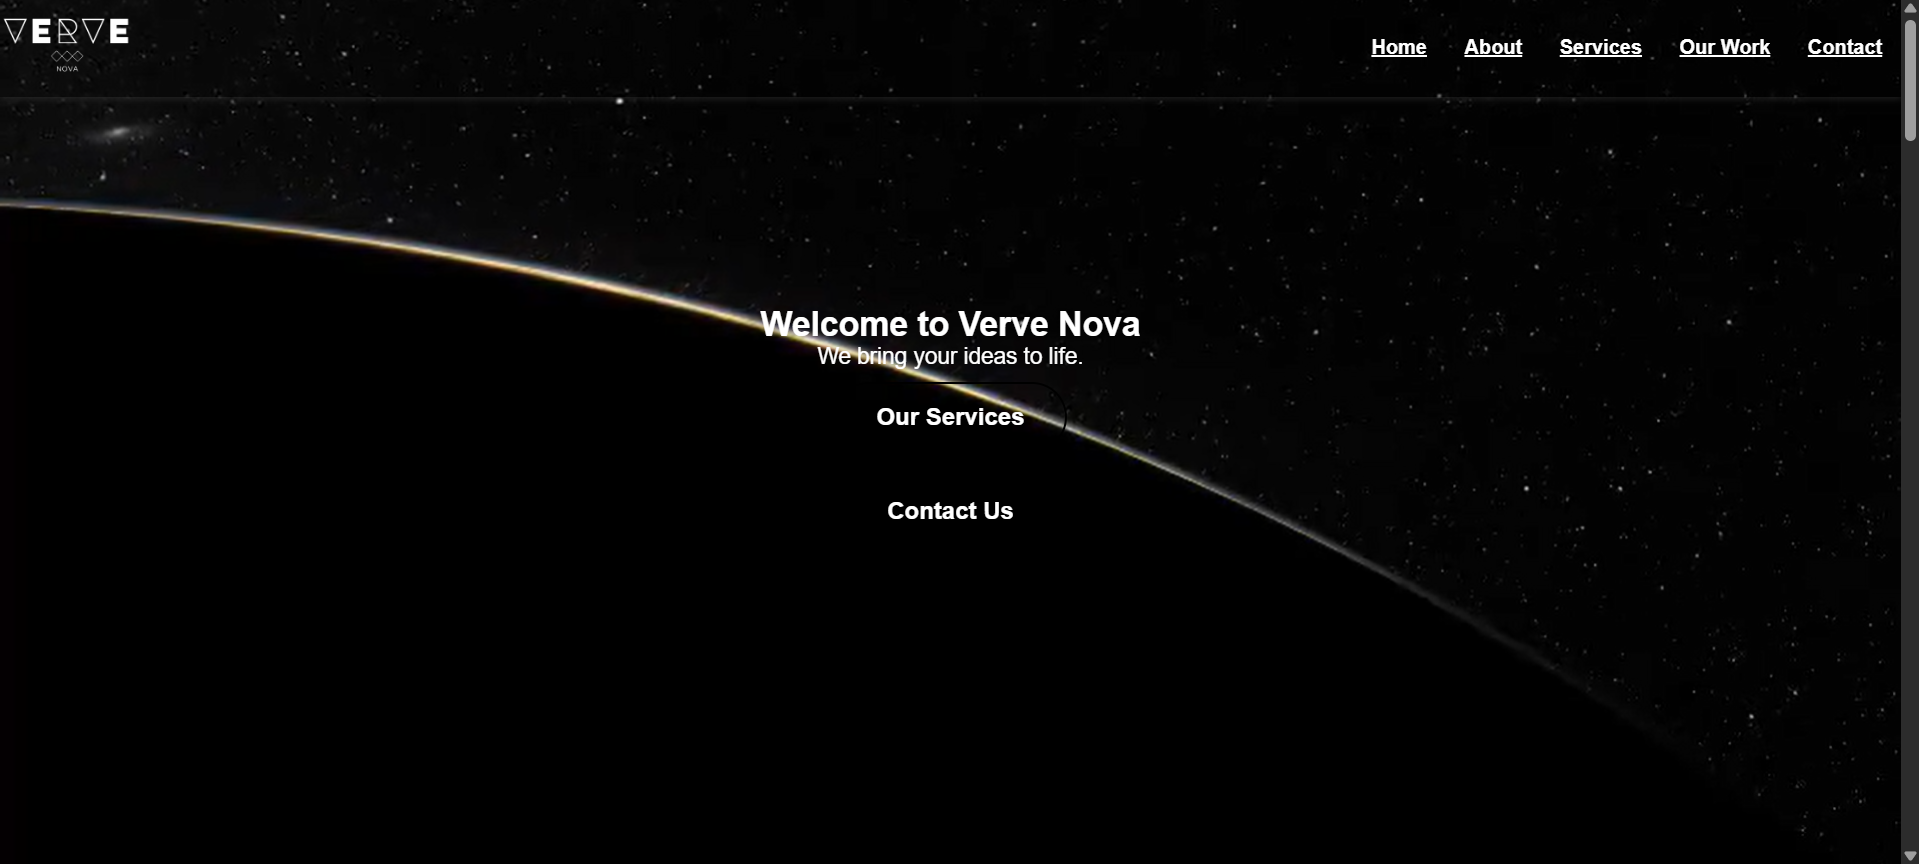 VERVE
NOVA
Home About Services Our Work Contact
Welcome to Verve Nova
We bring your ideas to life.
Our Services
Contact Us